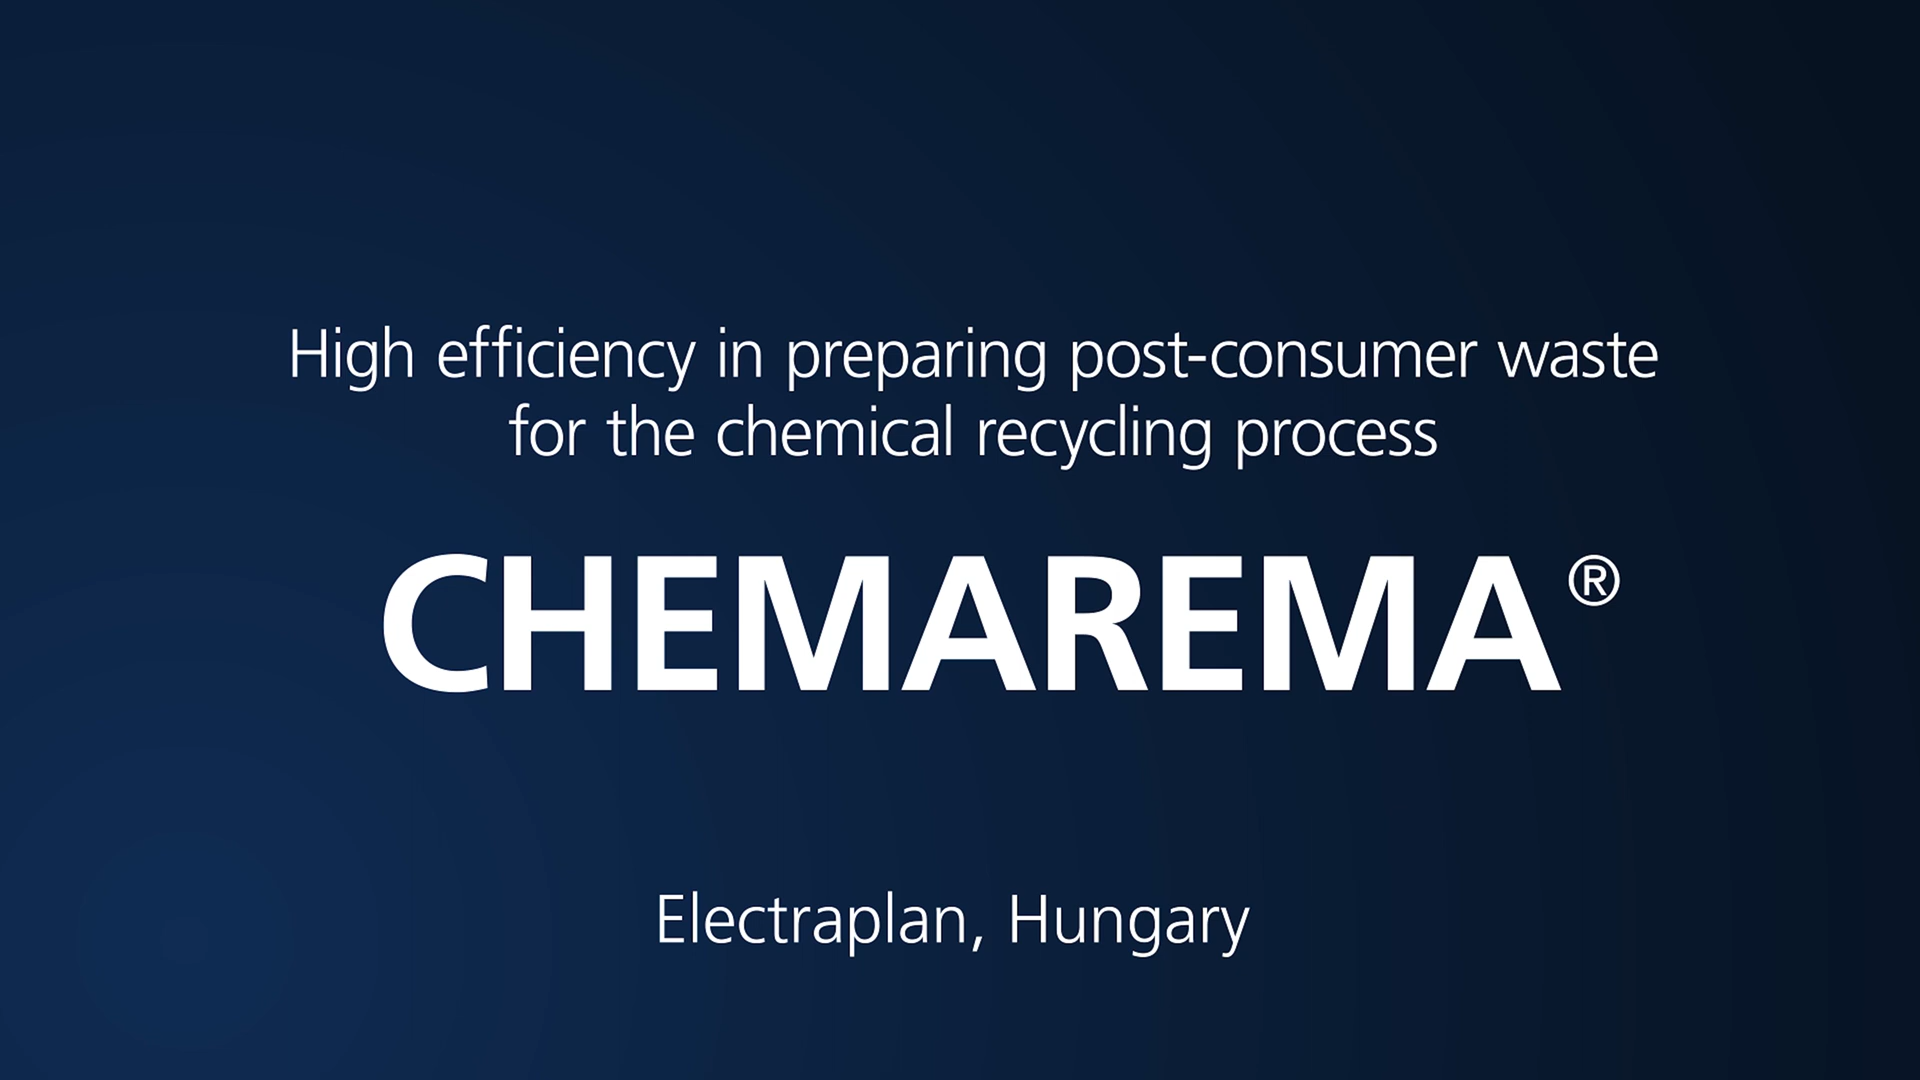 High efficiency in preparing post-consumer waste
for the chemical recycling process
CHEMAREMA®
Electraplan, Hungary